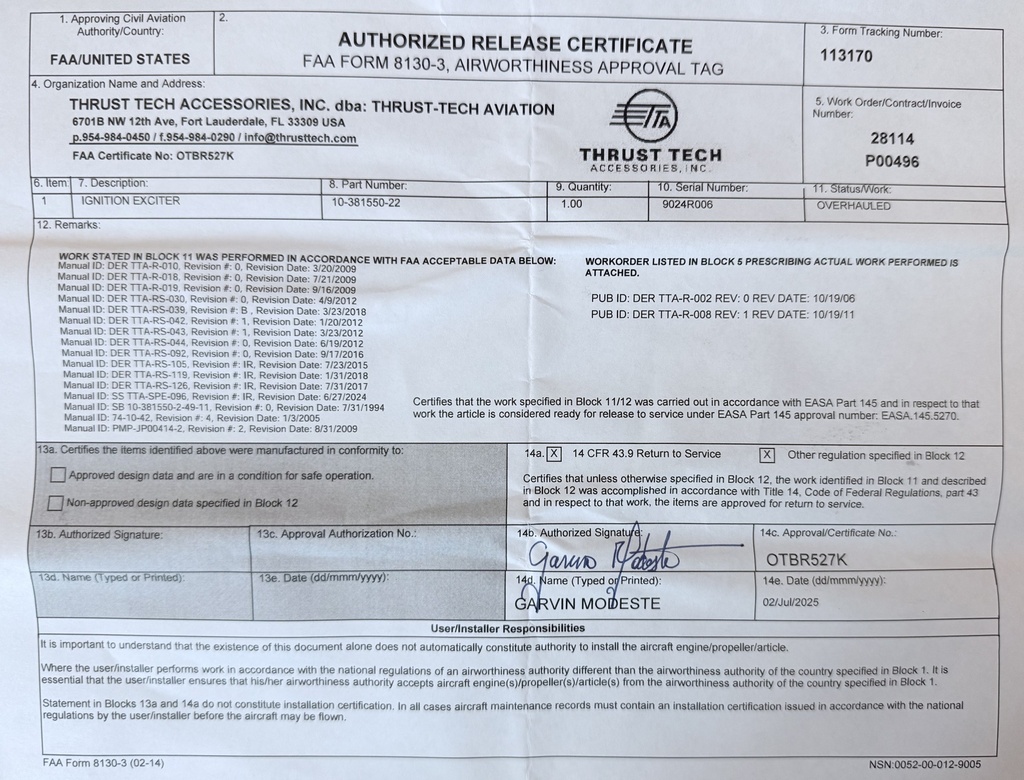 1. Approving Civil Aviation Authority/Country:
FAA/UNITED STATES
2.
AUTHORIZED RELEASE CERTIFICATE
FAA FORM 8130-3, AIRWORTHINESS APPROVAL TAG
3. Form Tracking Number:
113170
4. Organization Name and Address:
THRUST TECH ACCESSORIES, INC. dba: THRUST-TECH AVIATION
6701B NW 12th Ave, Fort Lauderdale, FL 33309 USA
p.954-984-0450 / f.954-984-0290 / info@thrusttech.com
FAA Certificate No: OTBR527K
TTA
THRUST TECH
ACCESSORIES, INC.
5. Work Order/Contract/Invoice Number:
28114
P00496
6. Item:
7. Description:
8. Part Number:
9. Quantity:
10. Serial Number:
11. Status/Work:
1
IGNITION EXCITER
10-381550-22
1.00
9024R006
OVERHAULED
12. Remarks:
WORK STATED IN BLOCK 11 WAS PERFORMED IN ACCORDANCE WITH FAA ACCEPTABLE DATA BELOW:
Manual ID: DER TTA-R-010, Revision #: 0, Revision Date: 3/20/2009
Manual ID: DER TTA-R-018, Revision #: 0, Revision Date: 7/21/2009
Manual ID: DER TTA-R-019, Revision #: 0, Revision Date: 9/16/2009
Manual ID: DER TTA-RS-030, Revision #: 0, Revision Date: 4/9/2012
Manual ID: DER TTA-RS-039, Revision #: B , Revision Date: 3/23/2018
Manual ID: DER TTA-RS-042, Revision #: 1, Revision Date: 1/20/2012
Manual ID: DER TTA-RS-043, Revision #: 1, Revision Date: 3/23/2012
Manual ID: DER TTA-RS-044, Revision #: 0, Revision Date: 6/19/2012
Manual ID: DER TTA-RS-092, Revision #: 0, Revision Date: 9/17/2016
Manual ID: DER TTA-RS-105, Revision #: IR, Revision Date: 7/23/2015
Manual ID: DER TTA-RS-119, Revision #: IR, Revision Date: 1/31/2018
Manual ID: DER TTA-RS-126, Revision #: IR, Revision Date: 7/31/2017
Manual ID: SS TTA-SPE-096, Revision #: IR, Revision Date: 6/27/2024
Manual ID: SB 10-381550-2-49-11, Revision #: 0, Revision Date: 7/31/1994
Manual ID: 74-10-42, Revision #: 4, Revision Date: 1/3/2005
Manual ID: PMP-JP00414-2, Revision #: 2, Revision Date: 8/31/2009
WORKORDER LISTED IN BLOCK 5 PRESCRIBING ACTUAL WORK PERFORMED IS
ATTACHED.
PUB ID: DER TTA-R-002 REV: 0 REV DATE: 10/19/06
PUB ID: DER TTA-R-008 REV: 1 REV DATE: 10/19/11
Certifies that the work specified in Block 11/12 was carried out in accordance with EASA Part 145 and in respect to that
work the article is considered ready for release to service under EASA Part 145 approval number: EASA.145.5270.
13a. Certifies the items identified above were manufactured in conformity to:
Approved design data and are in a condition for safe operation.
Non-approved design data specified in Block 12
14a. X 14 CFR 43.9 Return to Service X Other regulation specified in Block 12
Certifies that unless otherwise specified in Block 12, the work identified in Block 11 and described
in Block 12 was accomplished in accordance with Title 14, Code of Federal Regulations, part 43
and in respect to that work, the items are approved for return to service.
13b. Authorized Signature:
13c. Approval Authorization No.:
14b. Authorized Signature:
Garvin Modeste
14c. Approval/Certificate No.:
OTBR527K
13d. Name (Typed or Printed):
13e. Date (dd/mmm/yyyy):
14d. Name (Typed or Printed):
GARVIN MODESTE
14e. Date (dd/mmm/yyyy):
02/Jul/2025
User/Installer Responsibilities
It is important to understand that the existence of this document alone does not automatically constitute authority to install the aircraft engine/propeller/article.
Where the user/installer performs work in accordance with the national regulations of an airworthiness authority different than the airworthiness authority of the country specified in Block 1. It is
essential that the user/installer ensures that his/her airworthiness authority accepts aircraft engine(s)/propeller(s)/article(s) from the airworthiness authority of the country specified in Block 1.
Statement in Blocks 13a and 14a do not constitute installation certification. In all cases aircraft maintenance records must contain an installation certification issued in accordance with the national
regulations by the user/installer before the aircraft may be flown.
FAA Form 8130-3 (02-14)
NSN:0052-00-012-9005